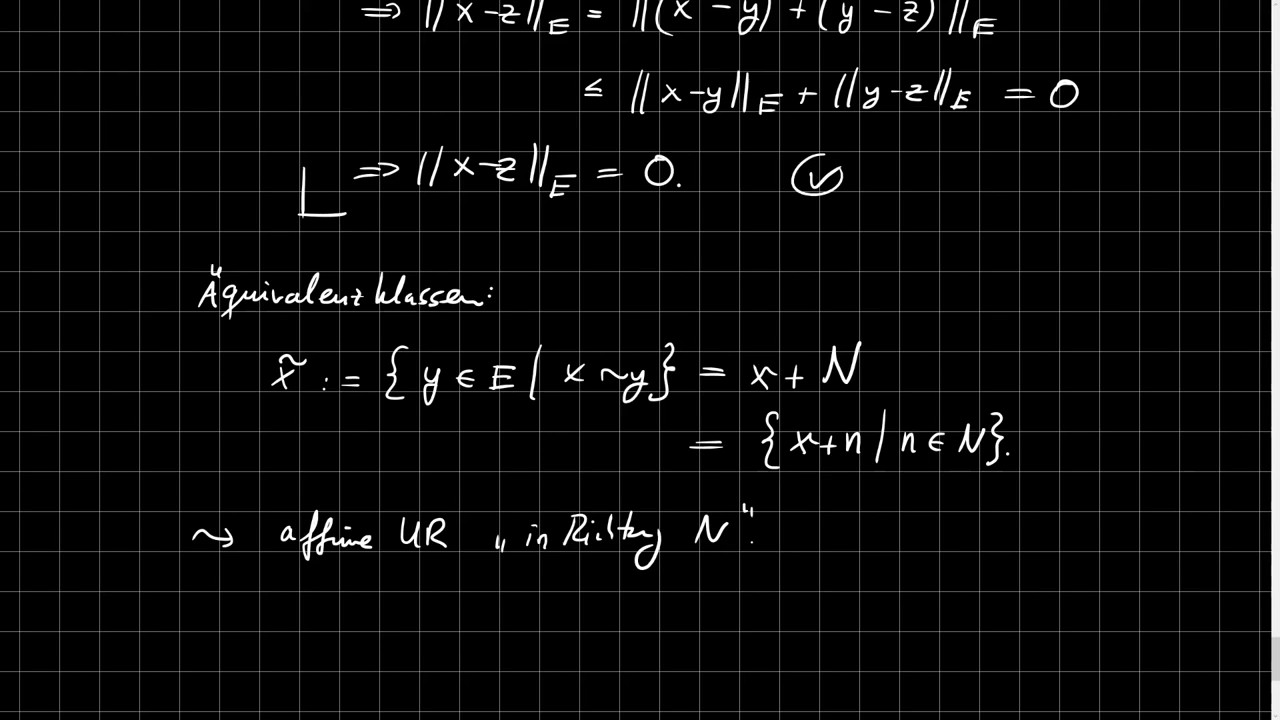 ⇒ ||x-z||_E = ||(x-y)+(y-z)||_E
≤ ||x-y||_E + ||y-z||_E = 0
⇒ ||x-z||_E = 0. ✓
Äquivalenzklassen:
x̃ := { y ∈ E | x ~ y } = x + N
= { x+n | n ∈ N }.
⤳ affine UR „in Richtung N“.